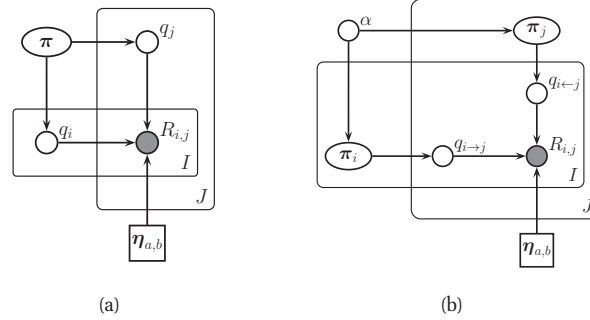 π q_j
q_i R_{i,j}
I
J
η_{a,b}
(a)
α π_j
q_{i←j}
π_i q_{i→j} R_{i,j}
I
J
η_{a,b}
(b)